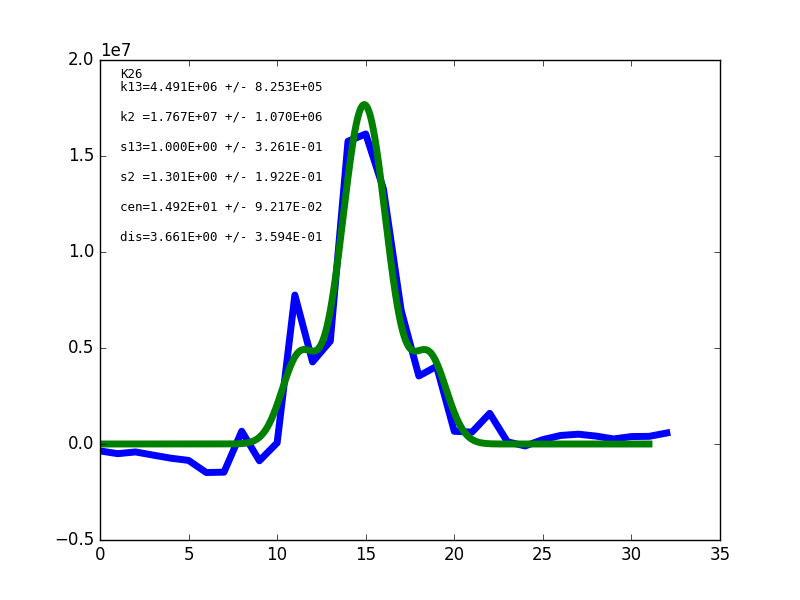 1e7
2.0
K26
k13=4.491E+06 +/- 8.253E+05
k2 =1.767E+07 +/- 1.070E+06
1.5
s13=1.000E+00 +/- 3.261E-01
s2 =1.301E+00 +/- 1.922E-01
cen=1.492E+01 +/- 9.217E-02
dis=3.661E+00 +/- 3.594E-01
1.0
0.5
0.0
−0.5
0 5 10 15 20 25 30 35